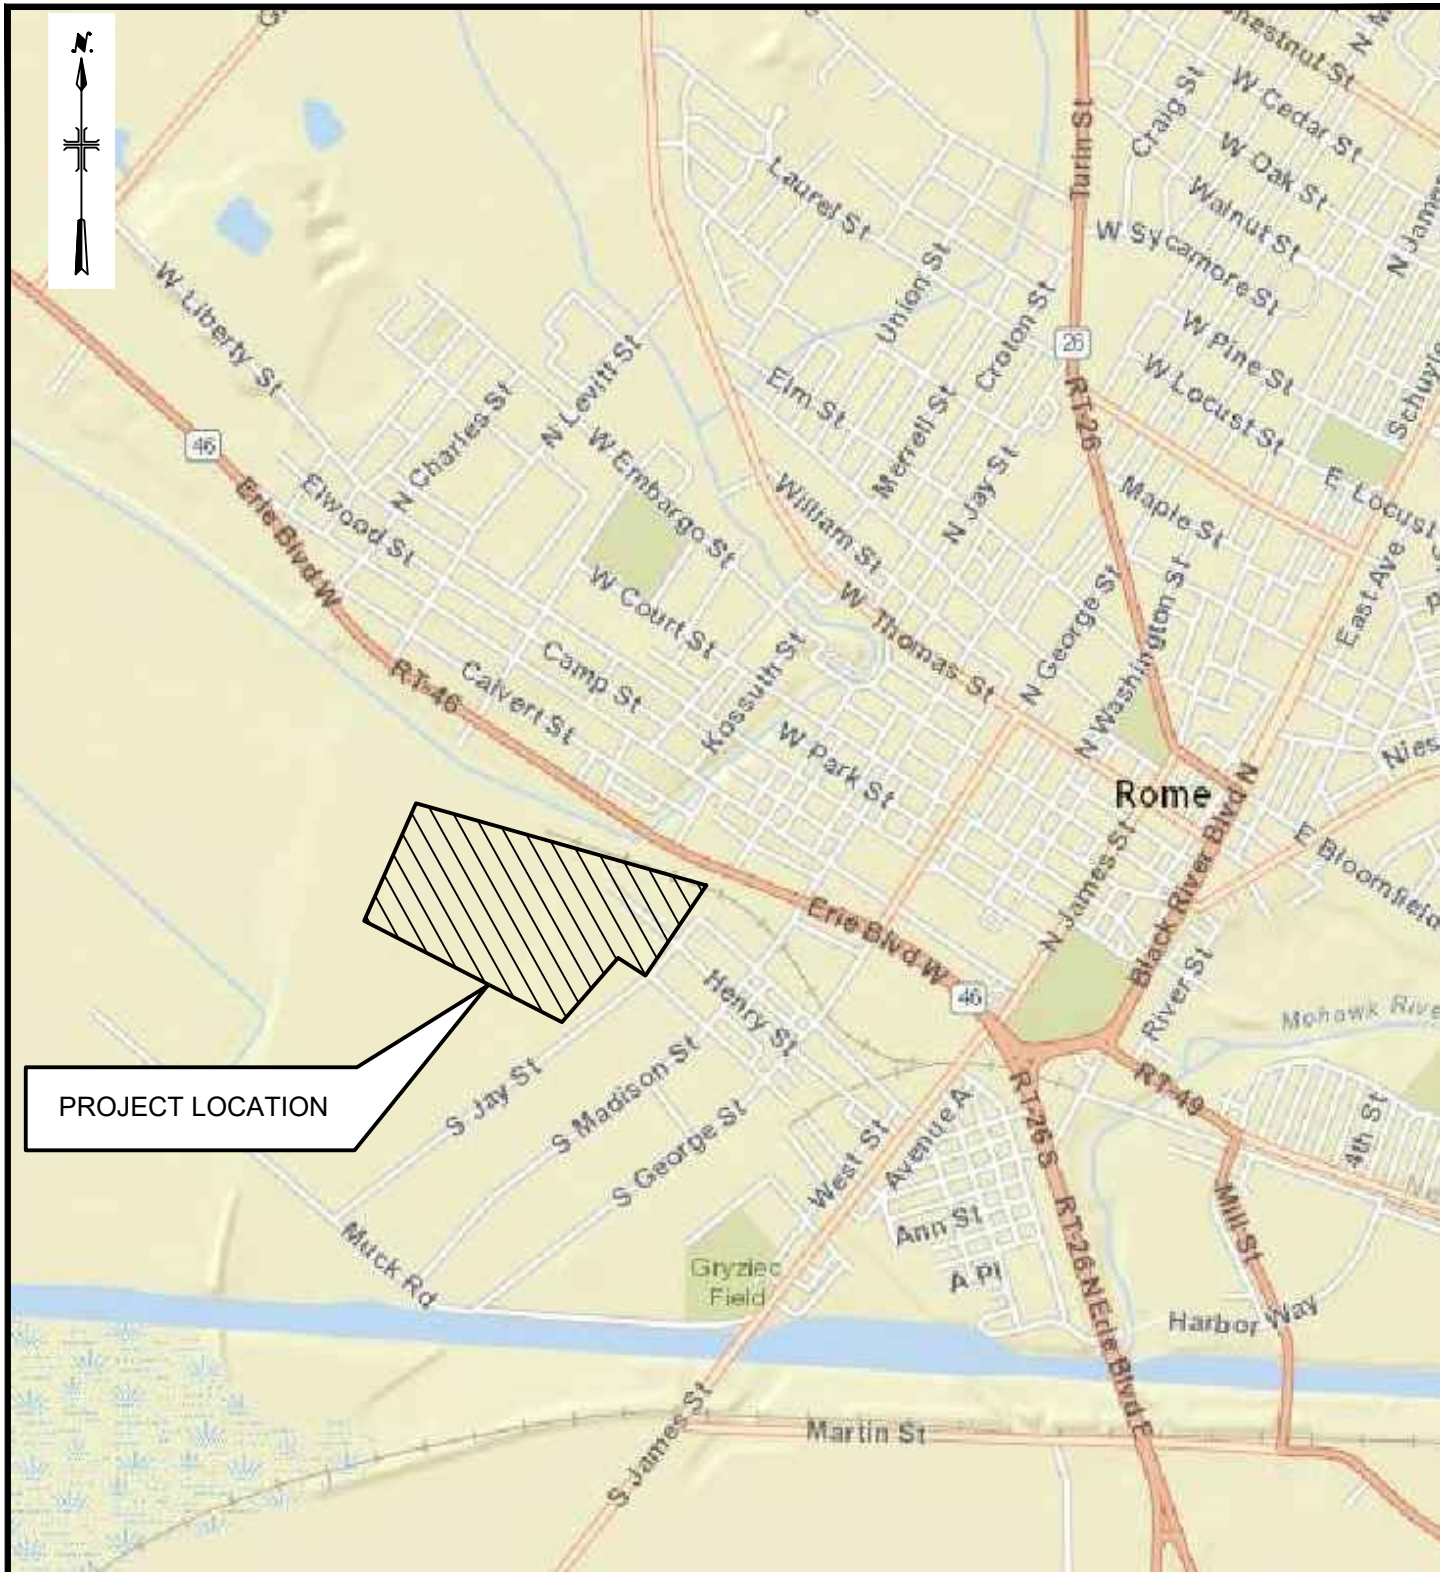 N.
Chestnut St
W Cedar St
Craig St
W Oak St
Turin St
Walnut St
N James
Laurel St
W Sycamore St
Union St
W Liberty St
Croton St
W Pine St
26
N Levitt St
W Locust St
Schuyle
Elm St
N Charles St
Merrell St
RT-26
46
W Embargo St
N Jay St
E Locust
Elwood St
William St
Maple St
Erie Blvd W
East Ave
W Court St
W Thomas St
N George St
N Washington St
Camp St
RT-46
Calvert St
Kossuth St
W Park St
Nies
Rome
N James St
Black River Blvd N
E Bloomfield
Erie Blvd W
46
River St
Henry St
Mohawk Rive
PROJECT LOCATION
S Jay St
S Madison St
RT-49
S George St
West St
Avenue A
RT-26 S
4th St
Ne
Muck Rd
Ann St
Mill St
Gryziec
Field
A Pl
RT-26 N
Erie Blvd E
Harbor Way
S James St
Martin St